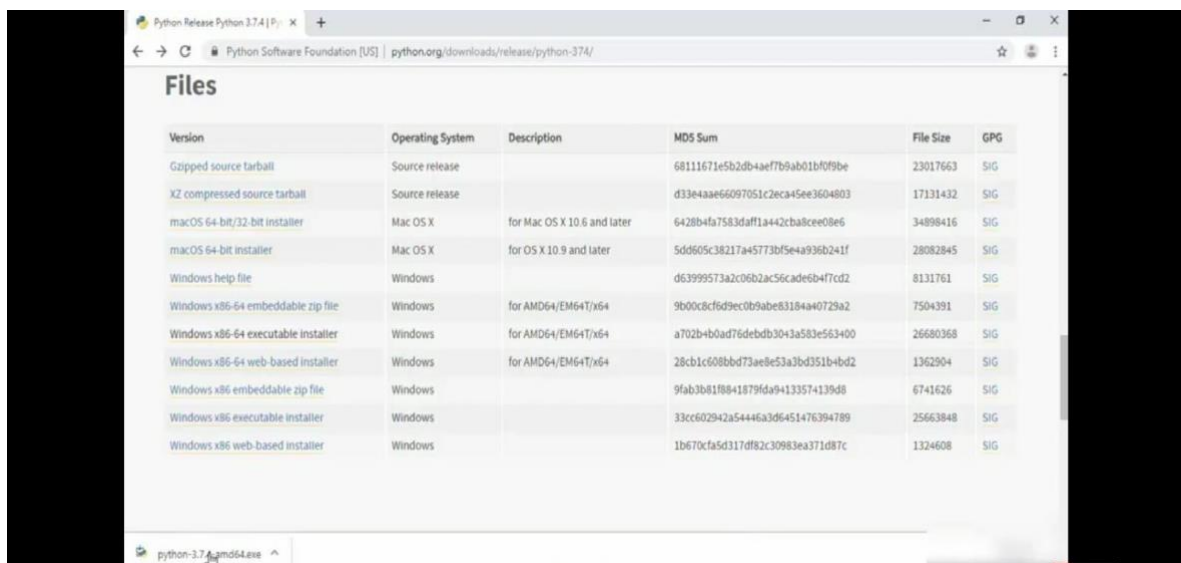 Python Release Python 3.7.4 | Py
Python Software Foundation [US] | python.org/downloads/release/python-374/
Files
Version Operating System Description MD5 Sum File Size GPG
Gzipped source tarball Source release 68111671e5b2db4aef7b9ab01bf0f9be 23017663 SIG
XZ compressed source tarball Source release d33e4aae66097051c2eca45ee3604803 17131432 SIG
macOS 64-bit/32-bit installer Mac OS X for Mac OS X 10.6 and later 6428b4fa7583daff1a442cba8cee08e6 34898416 SIG
macOS 64-bit installer Mac OS X for OS X 10.9 and later 5dd605c38217a45773bf5e4a936b241f 28082845 SIG
Windows help file Windows d63999573a2c06b2ac56cade6b4f7cd2 8131761 SIG
Windows x86-64 embeddable zip file Windows for AMD64/EM64T/x64 9b00c8cf6d9ec0b9abe83184a40729a2 7504391 SIG
Windows x86-64 executable installer Windows for AMD64/EM64T/x64 a702b4b0ad76debdb3043a583e563400 26680368 SIG
Windows x86-64 web-based installer Windows for AMD64/EM64T/x64 28cb1c608bbd73ae8e53a3bd351b4bd2 1362904 SIG
Windows x86 embeddable zip file Windows 9fab3b81f8841879fda94133574139d8 6741626 SIG
Windows x86 executable installer Windows 33cc602942a54446a3d6451476394789 25663848 SIG
Windows x86 web-based installer Windows 1b670cfa5d317df82c30983ea371d87c 1324608 SIG
python-3.7.4-amd64.exe